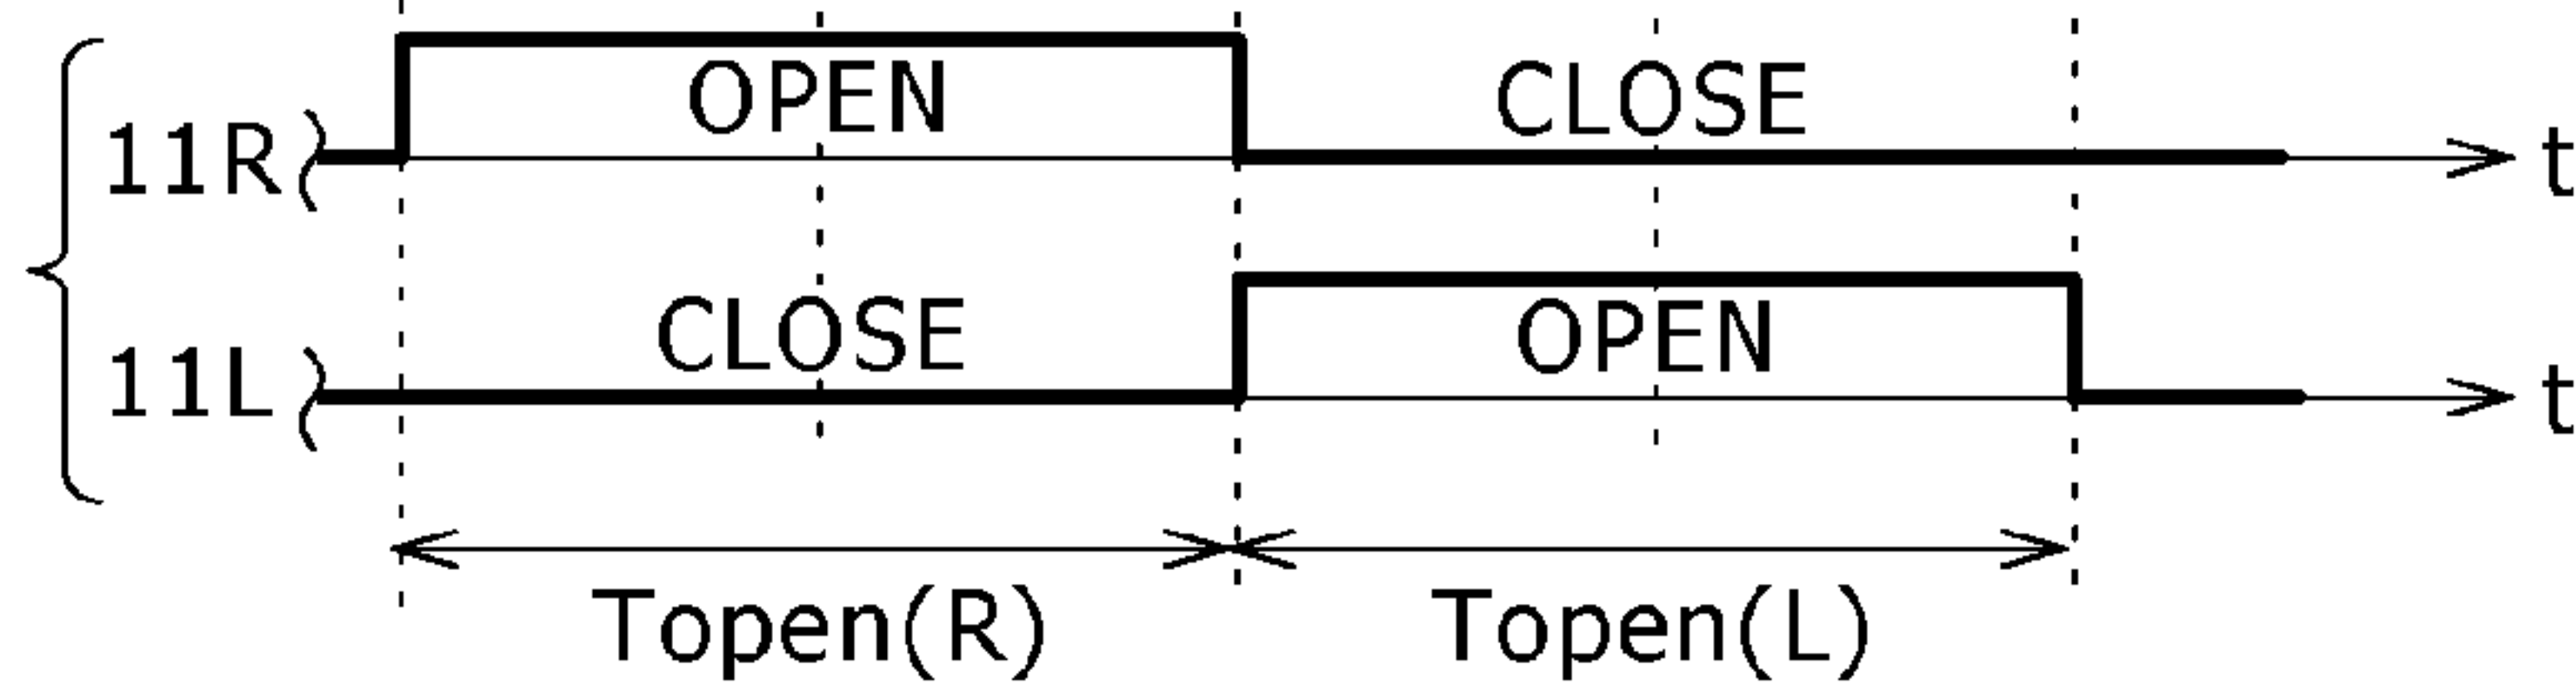 11R OPEN CLOSE t
11L CLOSE OPEN t
Topen(R) Topen(L)